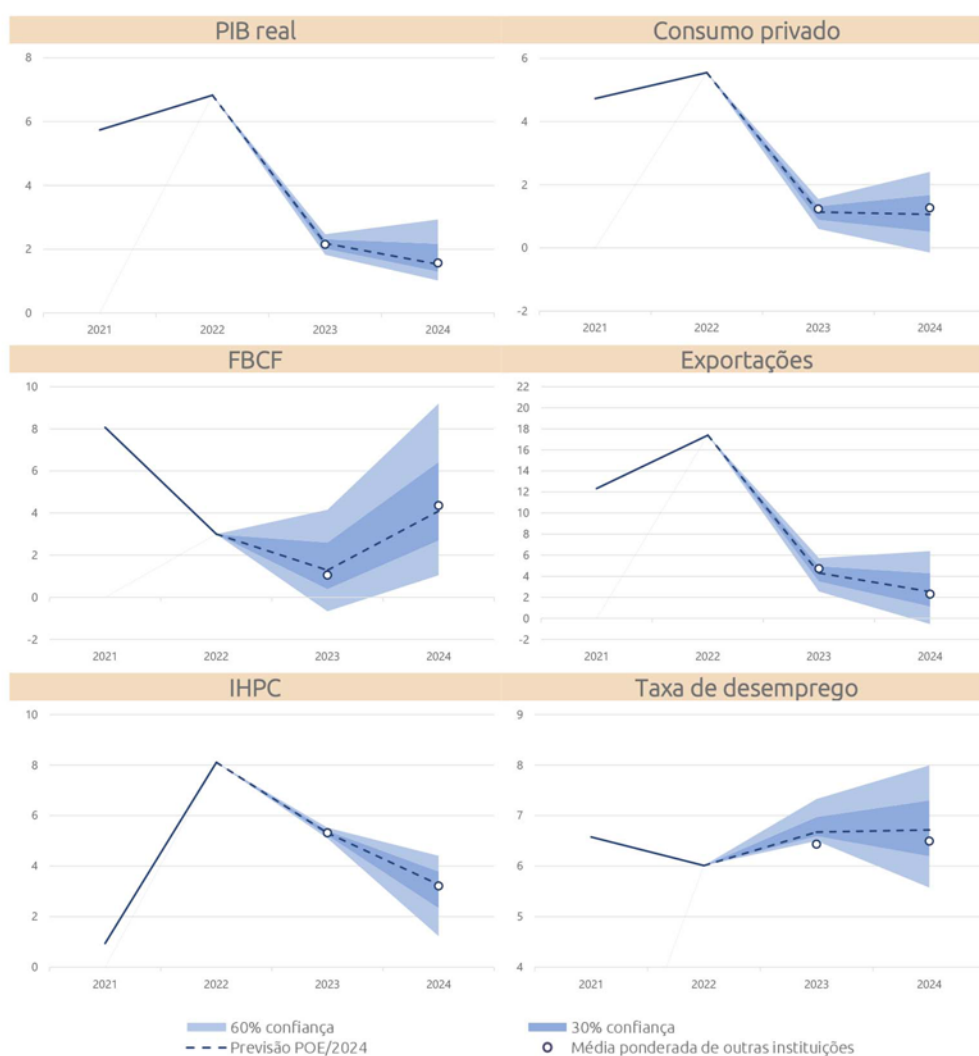 PIB real
8
6
4
2
0
2021 2022 2023 2024
Consumo privado
6
4
2
0
-2
2021 2022 2023 2024
FBCF
10
8
6
4
2
0
-2
2021 2022 2023 2024
Exportações
22
20
18
16
14
12
10
8
6
4
2
0
-2
2021 2022 2023 2024
IHPC
10
8
6
4
2
0
2021 2022 2023 2024
Taxa de desemprego
9
8
7
6
5
4
2021 2022 2023 2024
60% confiança
30% confiança
Previsão POE/2024
Média ponderada de outras instituições